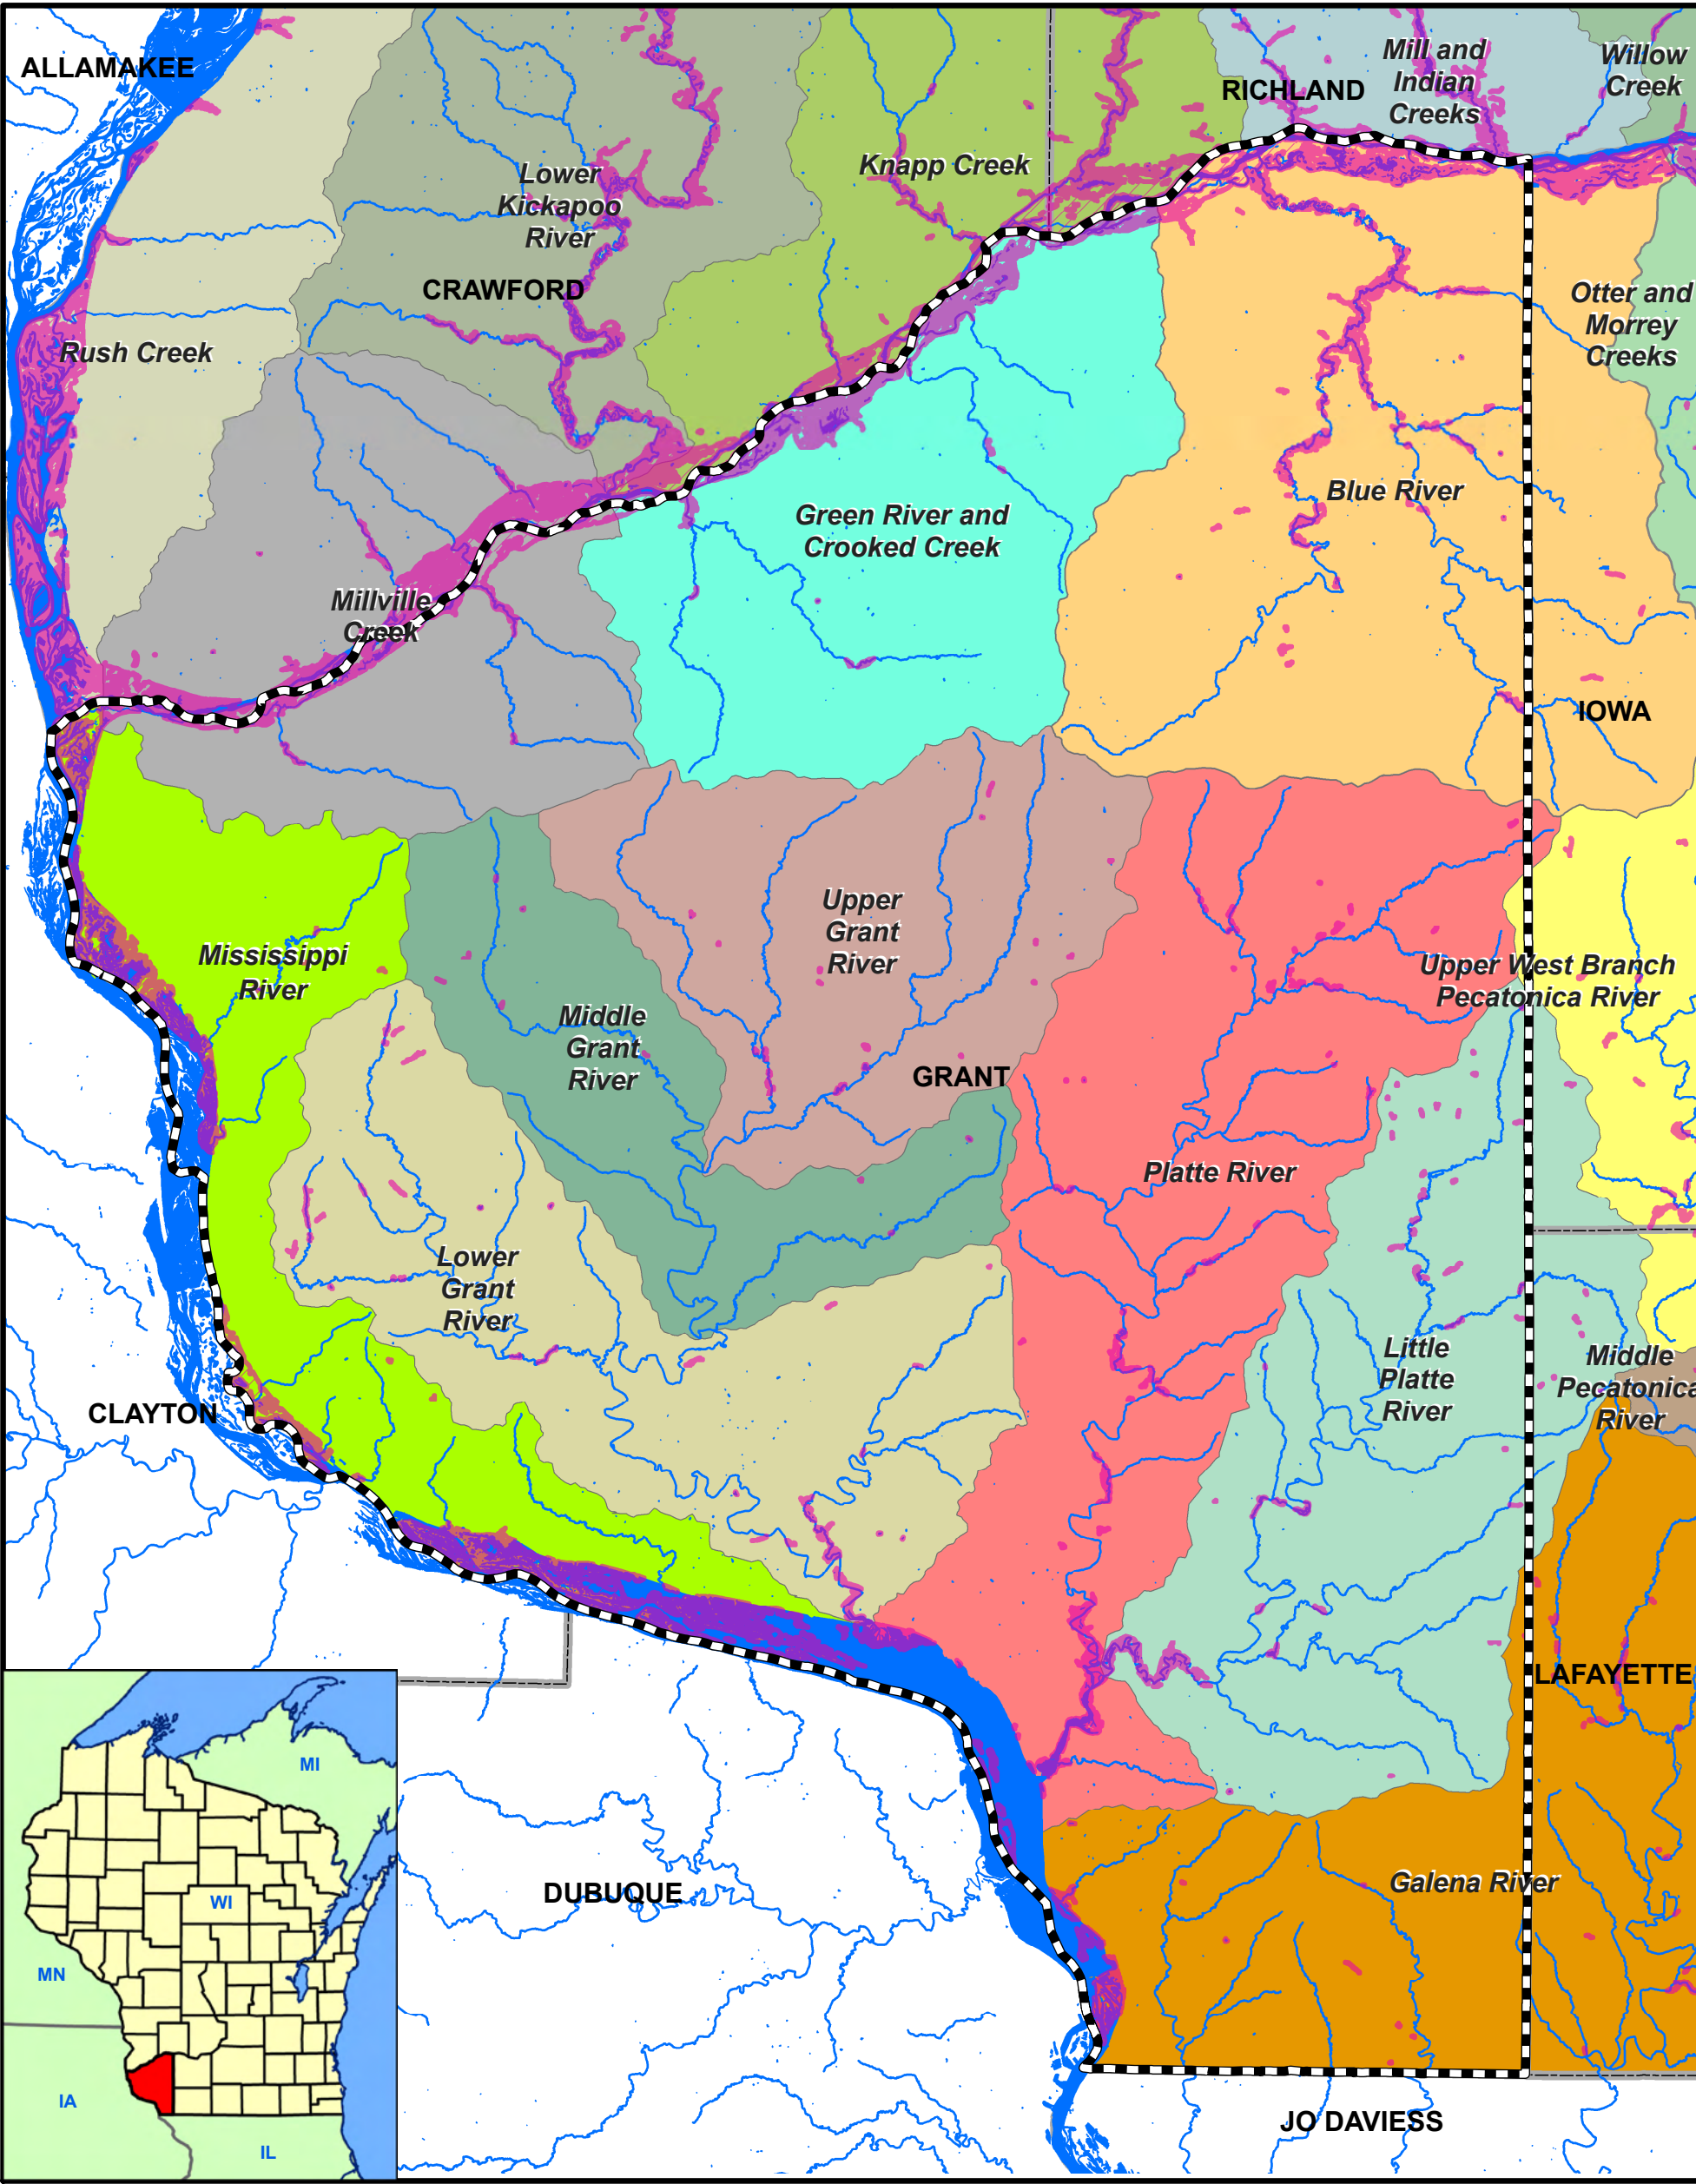 ALLAMAKEE
RICHLAND
Mill and
Indian
Creeks
Willow
Creek
Lower
Kickapoo
River
Knapp Creek
CRAWFORD
Rush Creek
Otter and
Morrey
Creeks
Blue River
Green River and
Crooked Creek
Millville
Creek
IOWA
Upper
Grant
River
Mississippi
River
Upper West Branch
Pecatonica River
Middle
Grant
River
GRANT
Platte River
Lower
Grant
River
Little
Platte
River
Middle
Pecatonica
River
CLAYTON
LAFAYETTE
DUBUQUE
Galena River
JO DAVIESS
MI
WI
MN
IA
IL